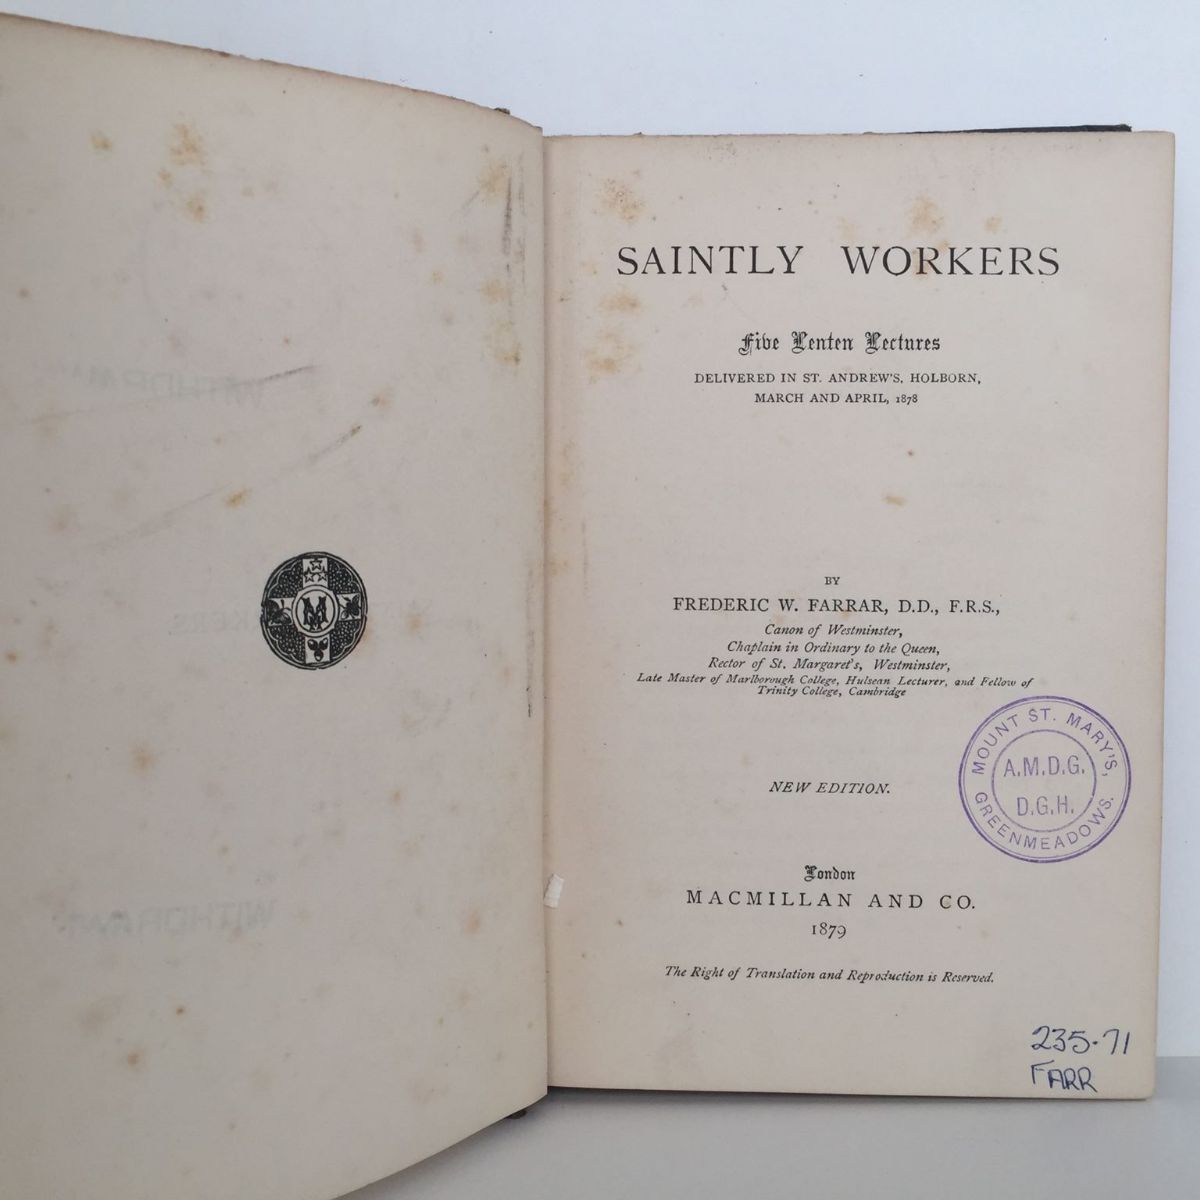 M
SAINTLY WORKERS
Five Lenten Lectures
DELIVERED IN ST. ANDREW'S, HOLBORN,
MARCH AND APRIL, 1878
BY
FREDERIC W. FARRAR, D.D., F.R.S.,
Canon of Westminster,
Chaplain in Ordinary to the Queen,
Rector of St. Margaret's, Westminster,
Late Master of Marlborough College, Hulsean Lecturer, and Fellow of
Trinity College, Cambridge
MOUNT ST. MARY'S,
A.M.D.G.
D.G.H.
GREENMEADOWS.
NEW EDITION.
London
MACMILLAN AND CO.
1879
The Right of Translation and Reproduction is Reserved.
235.71
FARR